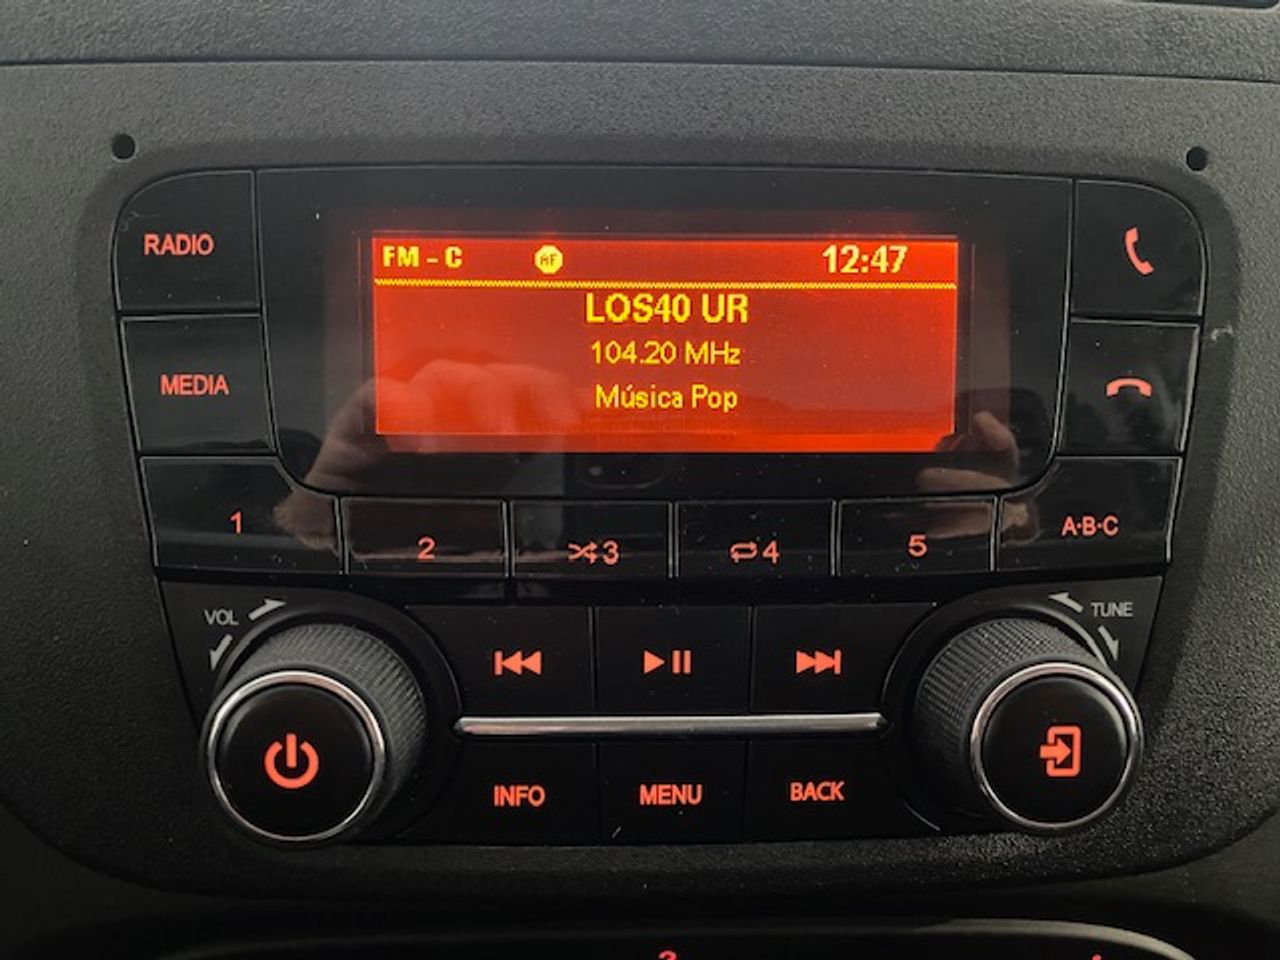 RADIO
MEDIA
FM - C AF 12:47
LOS40 UR
104.20 MHz
Música Pop
1
2
3
4
5
A·B·C
VOL
TUNE
INFO
MENU
BACK